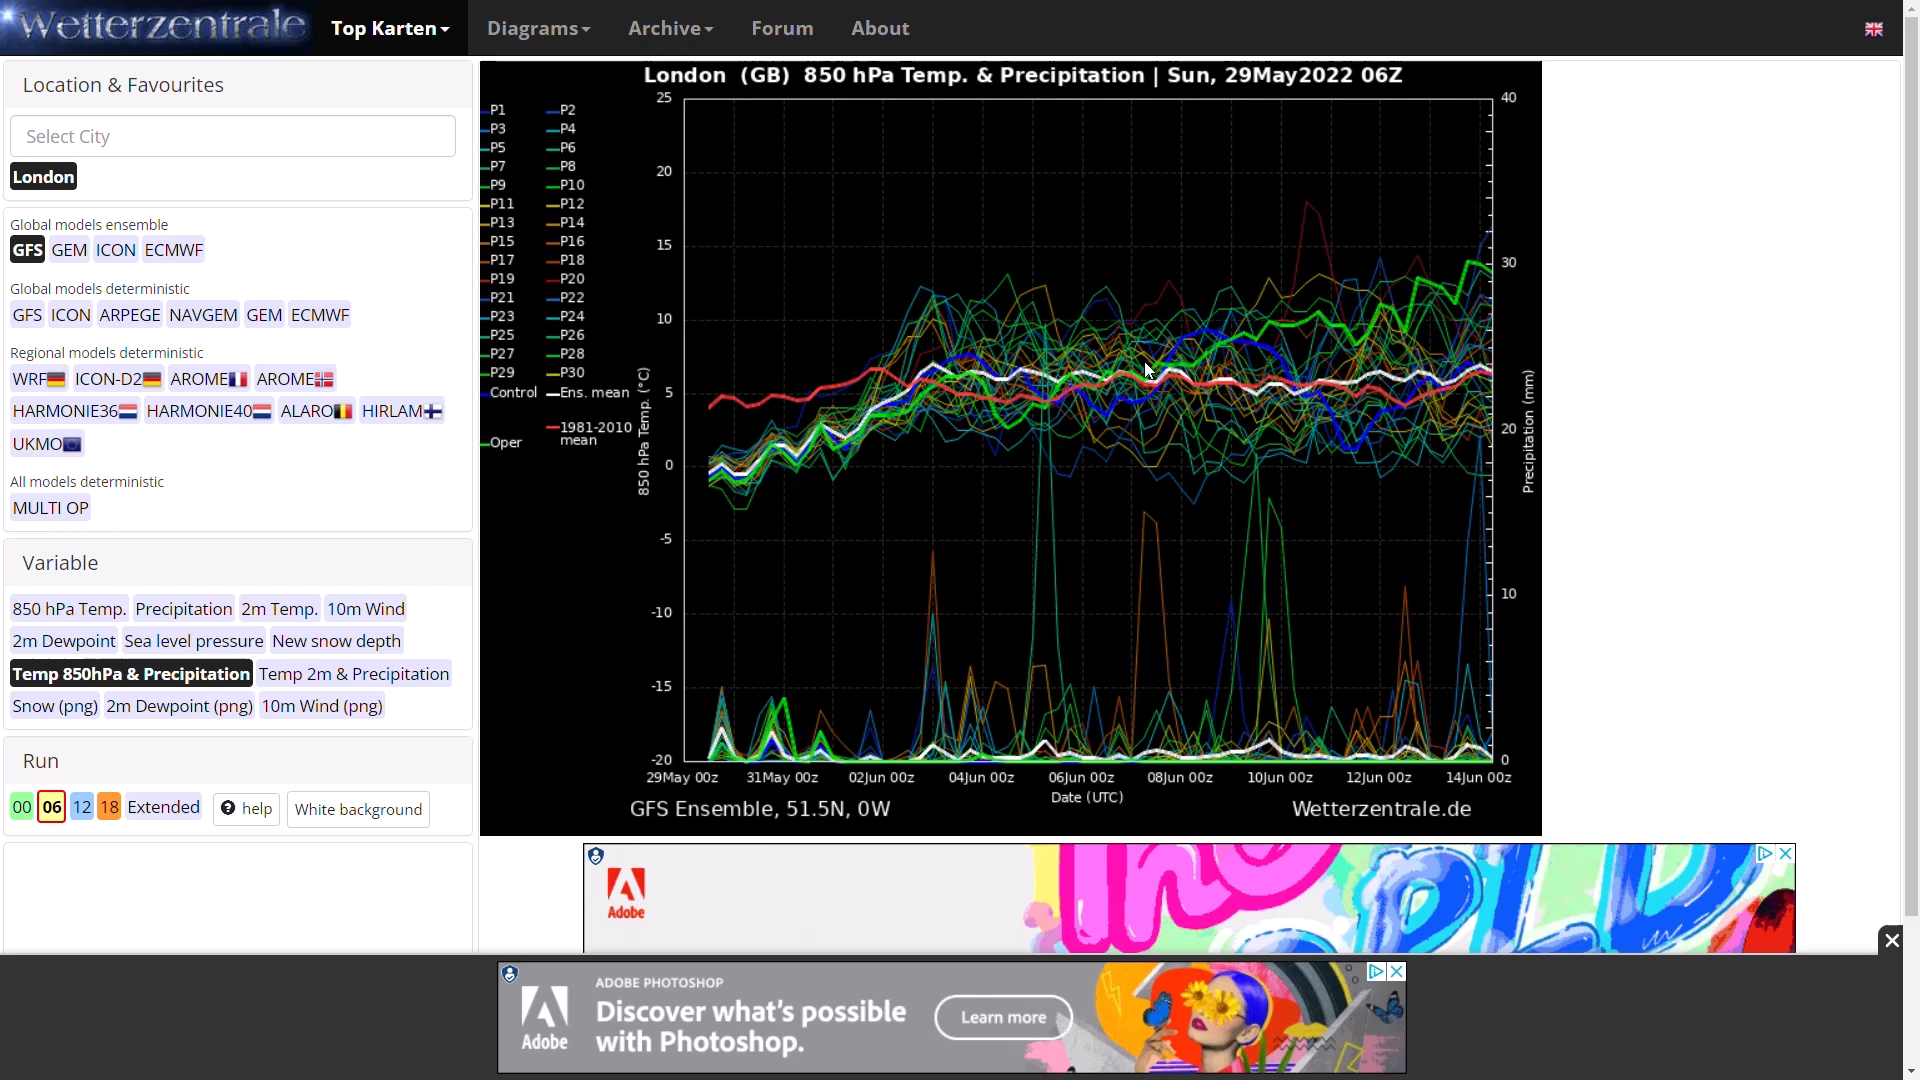 Wetterzentrale
Top Karten
Diagrams
Archive
Forum
About
Location & Favourites
Select City
London
Global models ensemble
GFS GEM ICON ECMWF
Global models deterministic
GFS ICON ARPEGE NAVGEM GEM ECMWF
Regional models deterministic
WRF ICON-D2 AROME AROME
HARMONIE36 HARMONIE40 ALARO HIRLAM
UKMO
All models deterministic
MULTI OP
Variable
850 hPa Temp. Precipitation 2m Temp. 10m Wind
2m Dewpoint Sea level pressure New snow depth
Temp 850hPa & Precipitation Temp 2m & Precipitation
Snow (png) 2m Dewpoint (png) 10m Wind (png)
Run
00 06 12 18 Extended help White background
London (GB) 850 hPa Temp. & Precipitation | Sun, 29May2022 06Z
P1 P2
P3 P4
P5 P6
P7 P8
P9 P10
P11 P12
P13 P14
P15 P16
P17 P18
P19 P20
P21 P22
P23 P24
P25 P26
P27 P28
P29 P30
Control Ens. mean
Oper 1981-2010
mean
850 hPa Temp. (°C)
25
20
15
10
5
0
-5
-10
-15
-20
40
30
20
10
0
Precipitation (mm)
29May 00z 31May 00z 02Jun 00z 04Jun 00z 06Jun 00z 08Jun 00z 10Jun 00z 12Jun 00z 14Jun 00z
Date (UTC)
GFS Ensemble, 51.5N, 0W
Wetterzentrale.de
Adobe
Adobe
ADOBE PHOTOSHOP
Discover what's possible
with Photoshop.
Learn more